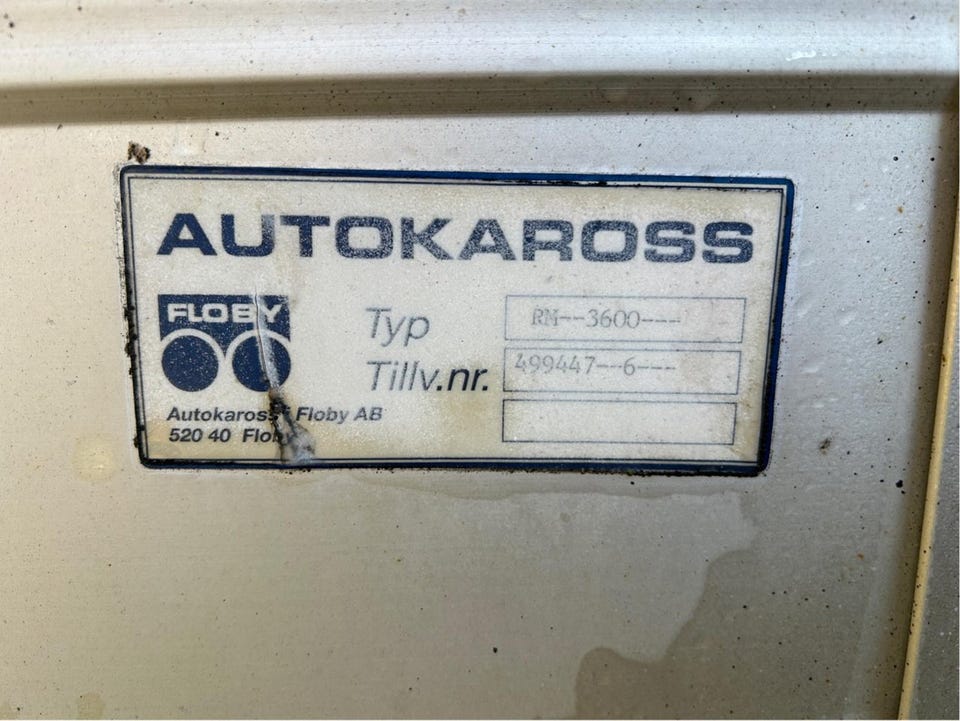 AUTOKAROSS
FLOBY
Typ RM--3600---
Tillv.nr. 499447--6---
Autokaross i Floby AB
520 40 Floby